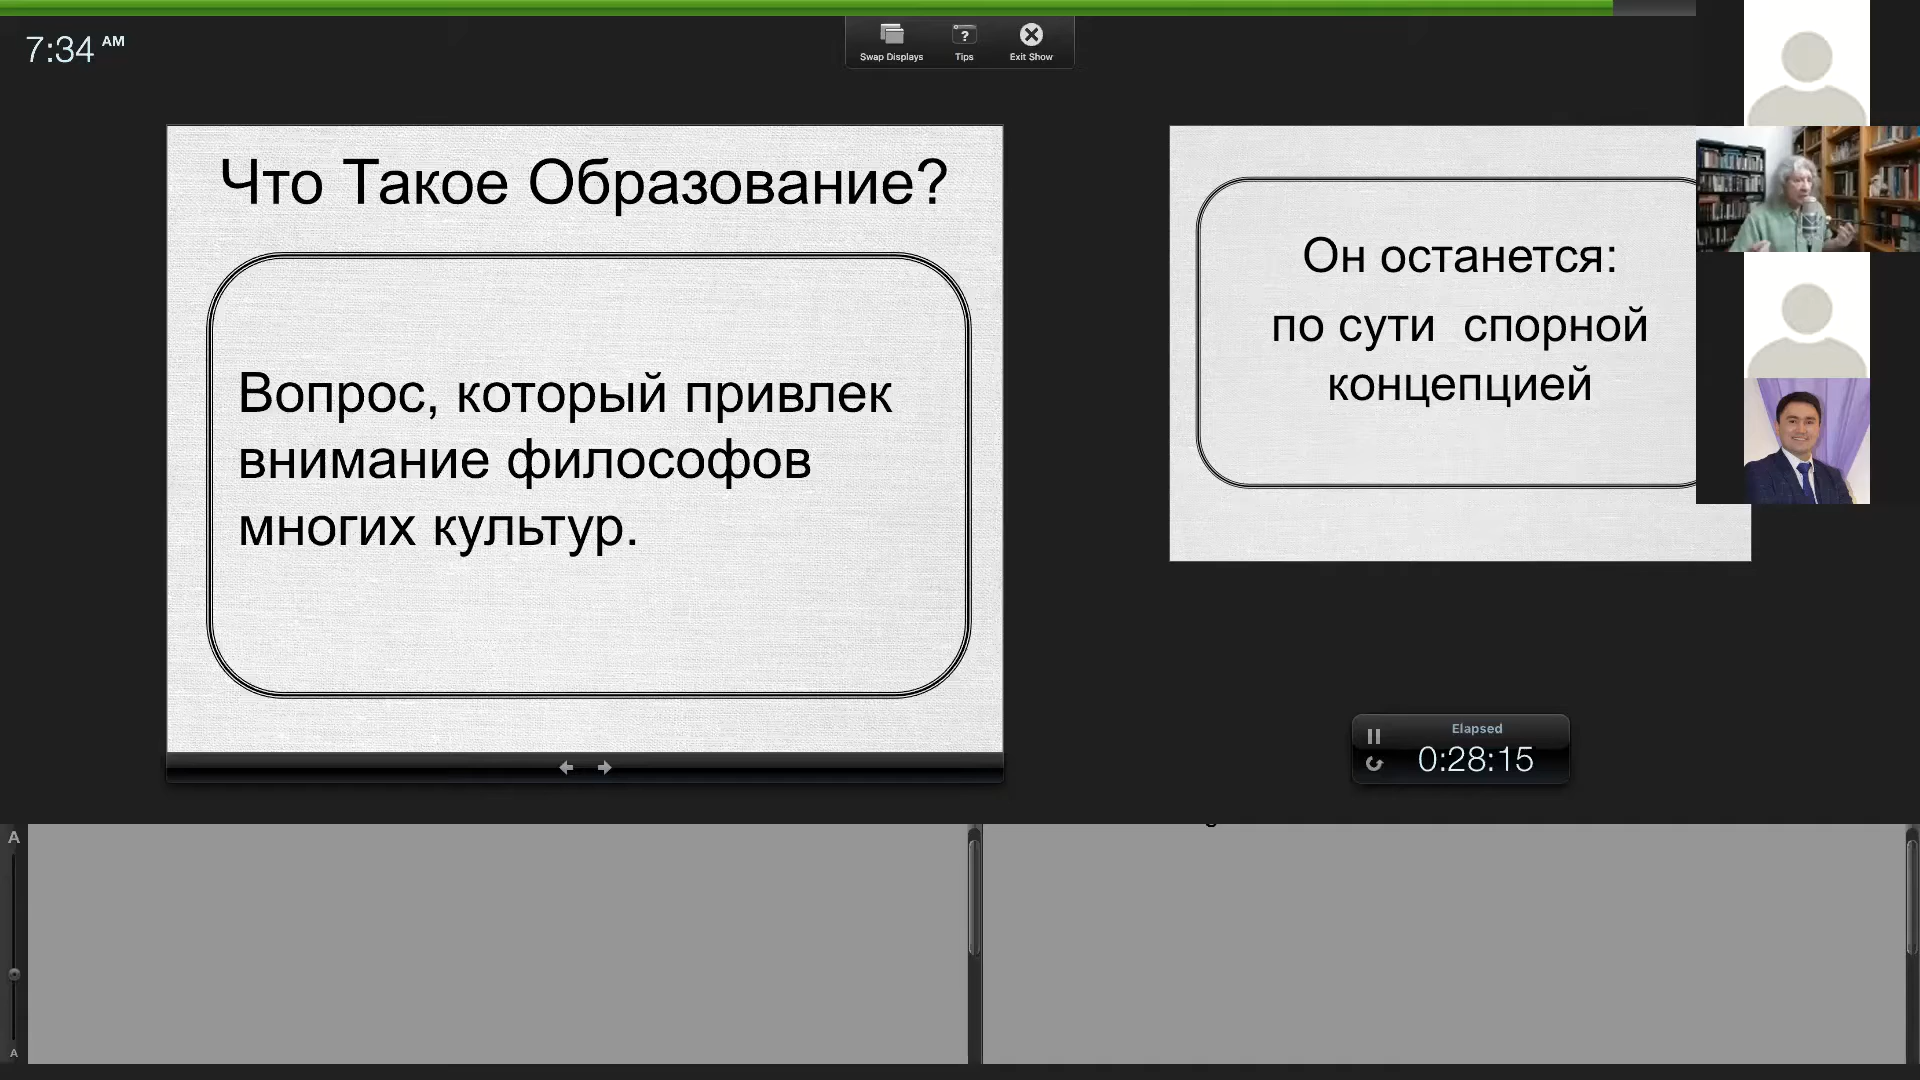 7:34 AM
Swap Displays
Tips
Exit Show
Что Такое Образование?
Вопрос, который привлек
внимание философов
многих культур.
Он останется:
по сути  спорной
концепцией
Elapsed
0:28:15
A
A